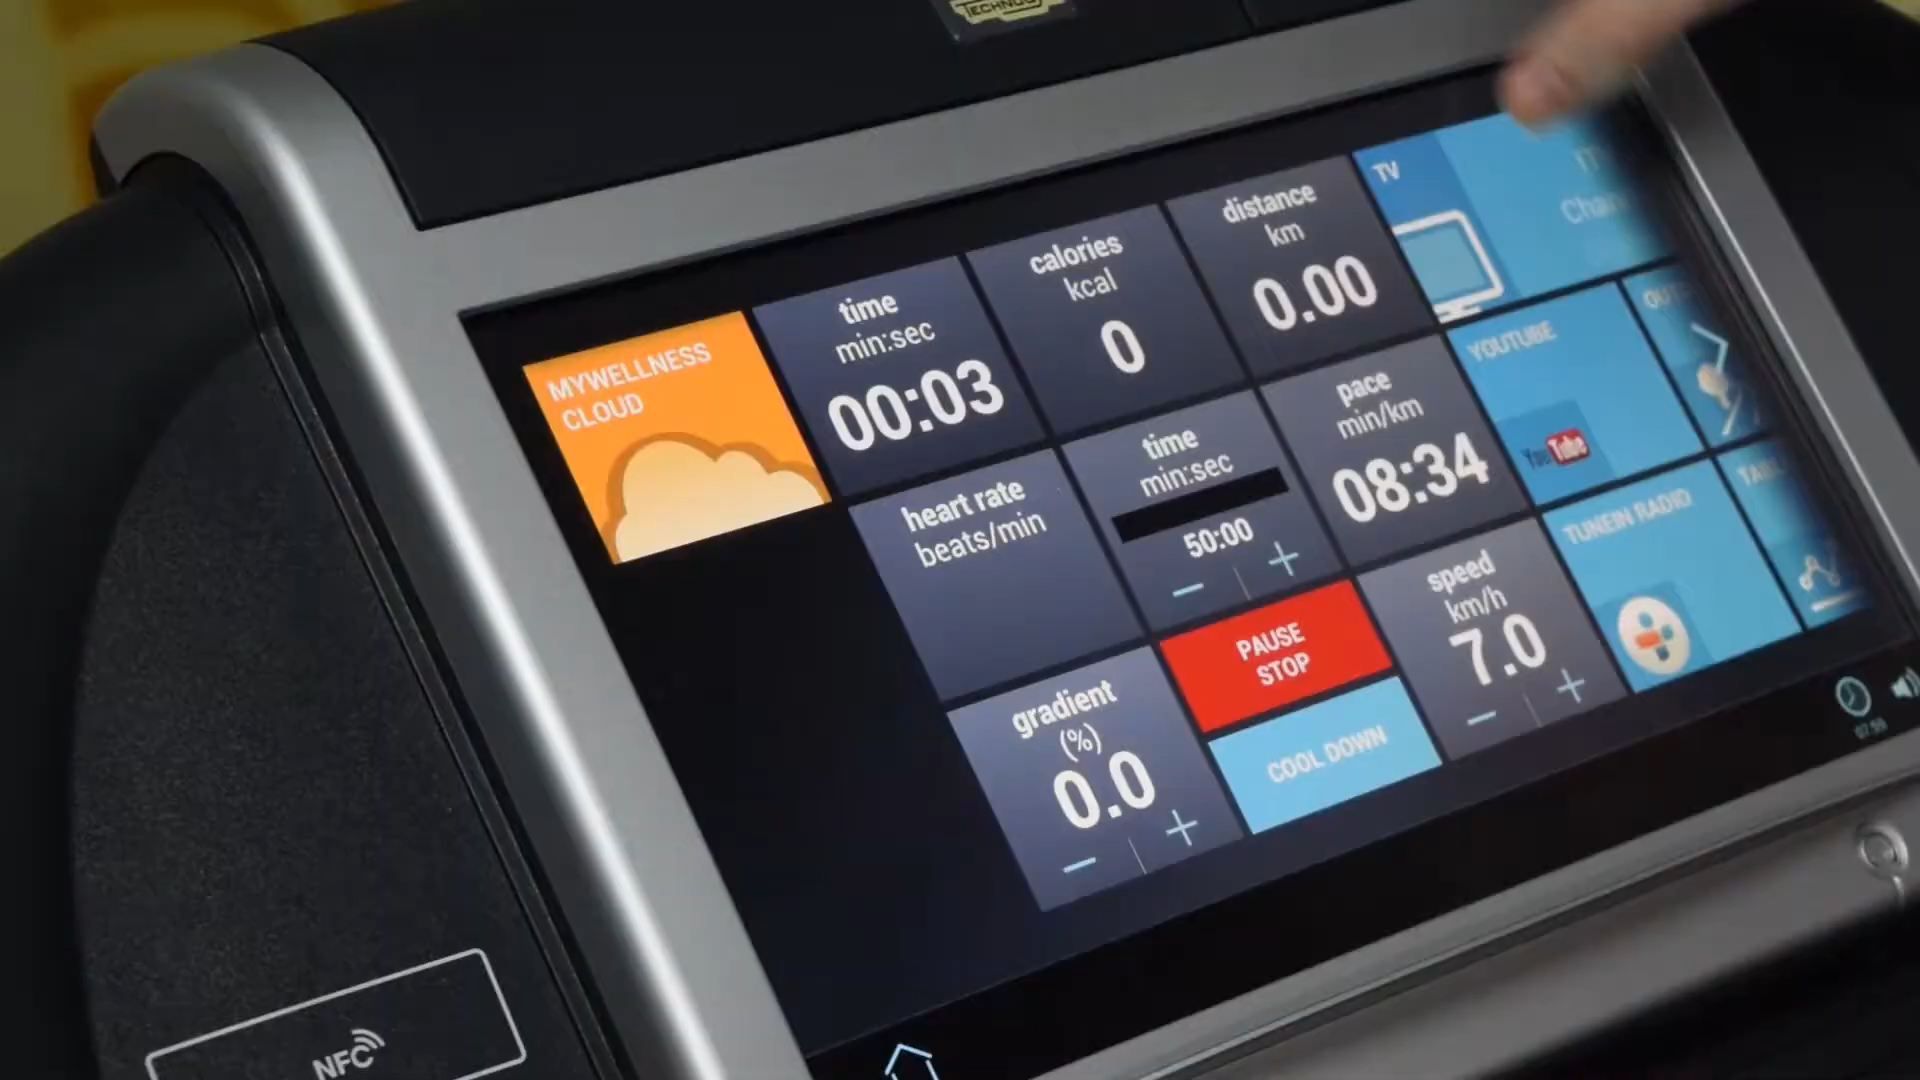 MYWELLNESS
CLOUD
time
min:sec
00:03
calories
kcal
0
distance
km
0.00
TV
heart rate
beats/min
time
min:sec
50:00
pace
min/km
08:34
YOUTUBE
You Tube
gradient
(%)
0.0
PAUSE
STOP
COOL DOWN
speed
km/h
7.0
TUNEIN RADIO
NFC